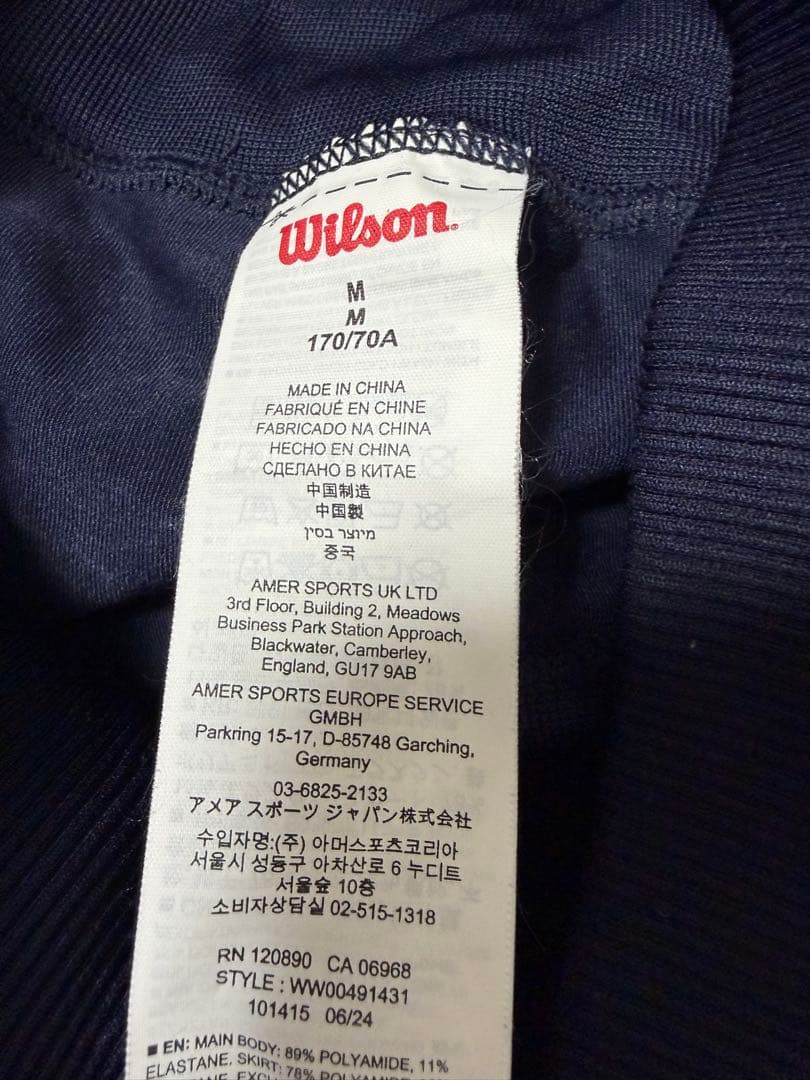 Wilson.
M
M
170/70A
MADE IN CHINA
FABRIQUÉ EN CHINE
FABRICADO NA CHINA
HECHO EN CHINA
СДЕЛАНО В КИТАЕ
中国制造
中国製
מיוצר בסין
중국
AMER SPORTS UK LTD
3rd Floor, Building 2, Meadows
Business Park Station Approach,
Blackwater, Camberley,
England, GU17 9AB
AMER SPORTS EUROPE SERVICE
GMBH
Parkring 15-17, D-85748 Garching,
Germany
03-6825-2133
アメア スポーツ ジャパン株式会社
수입자명:(주) 아머스포츠코리아
서울시 성동구 아차산로 6 누디트
서울숲 10층
소비자상담실 02-515-1318
RN 120890 CA 06968
STYLE : WW00491431
101415 06/24
■ EN: MAIN BODY: 89% POLYAMIDE, 11%
ELASTANE. SKIRT: 78% POLYAMIDE,